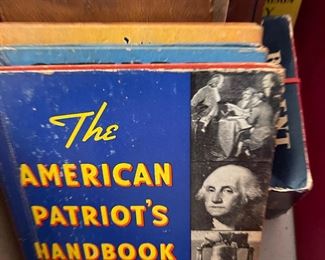 The
AMERICAN
PATRIOT'S
HANDBOOK